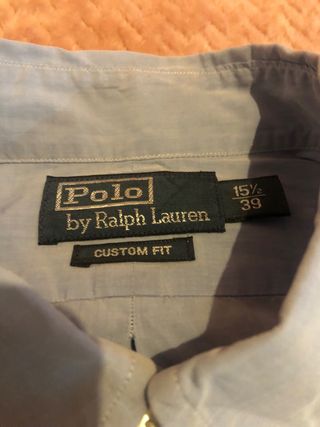 Polo
by Ralph Lauren
15½
39
CUSTOM FIT